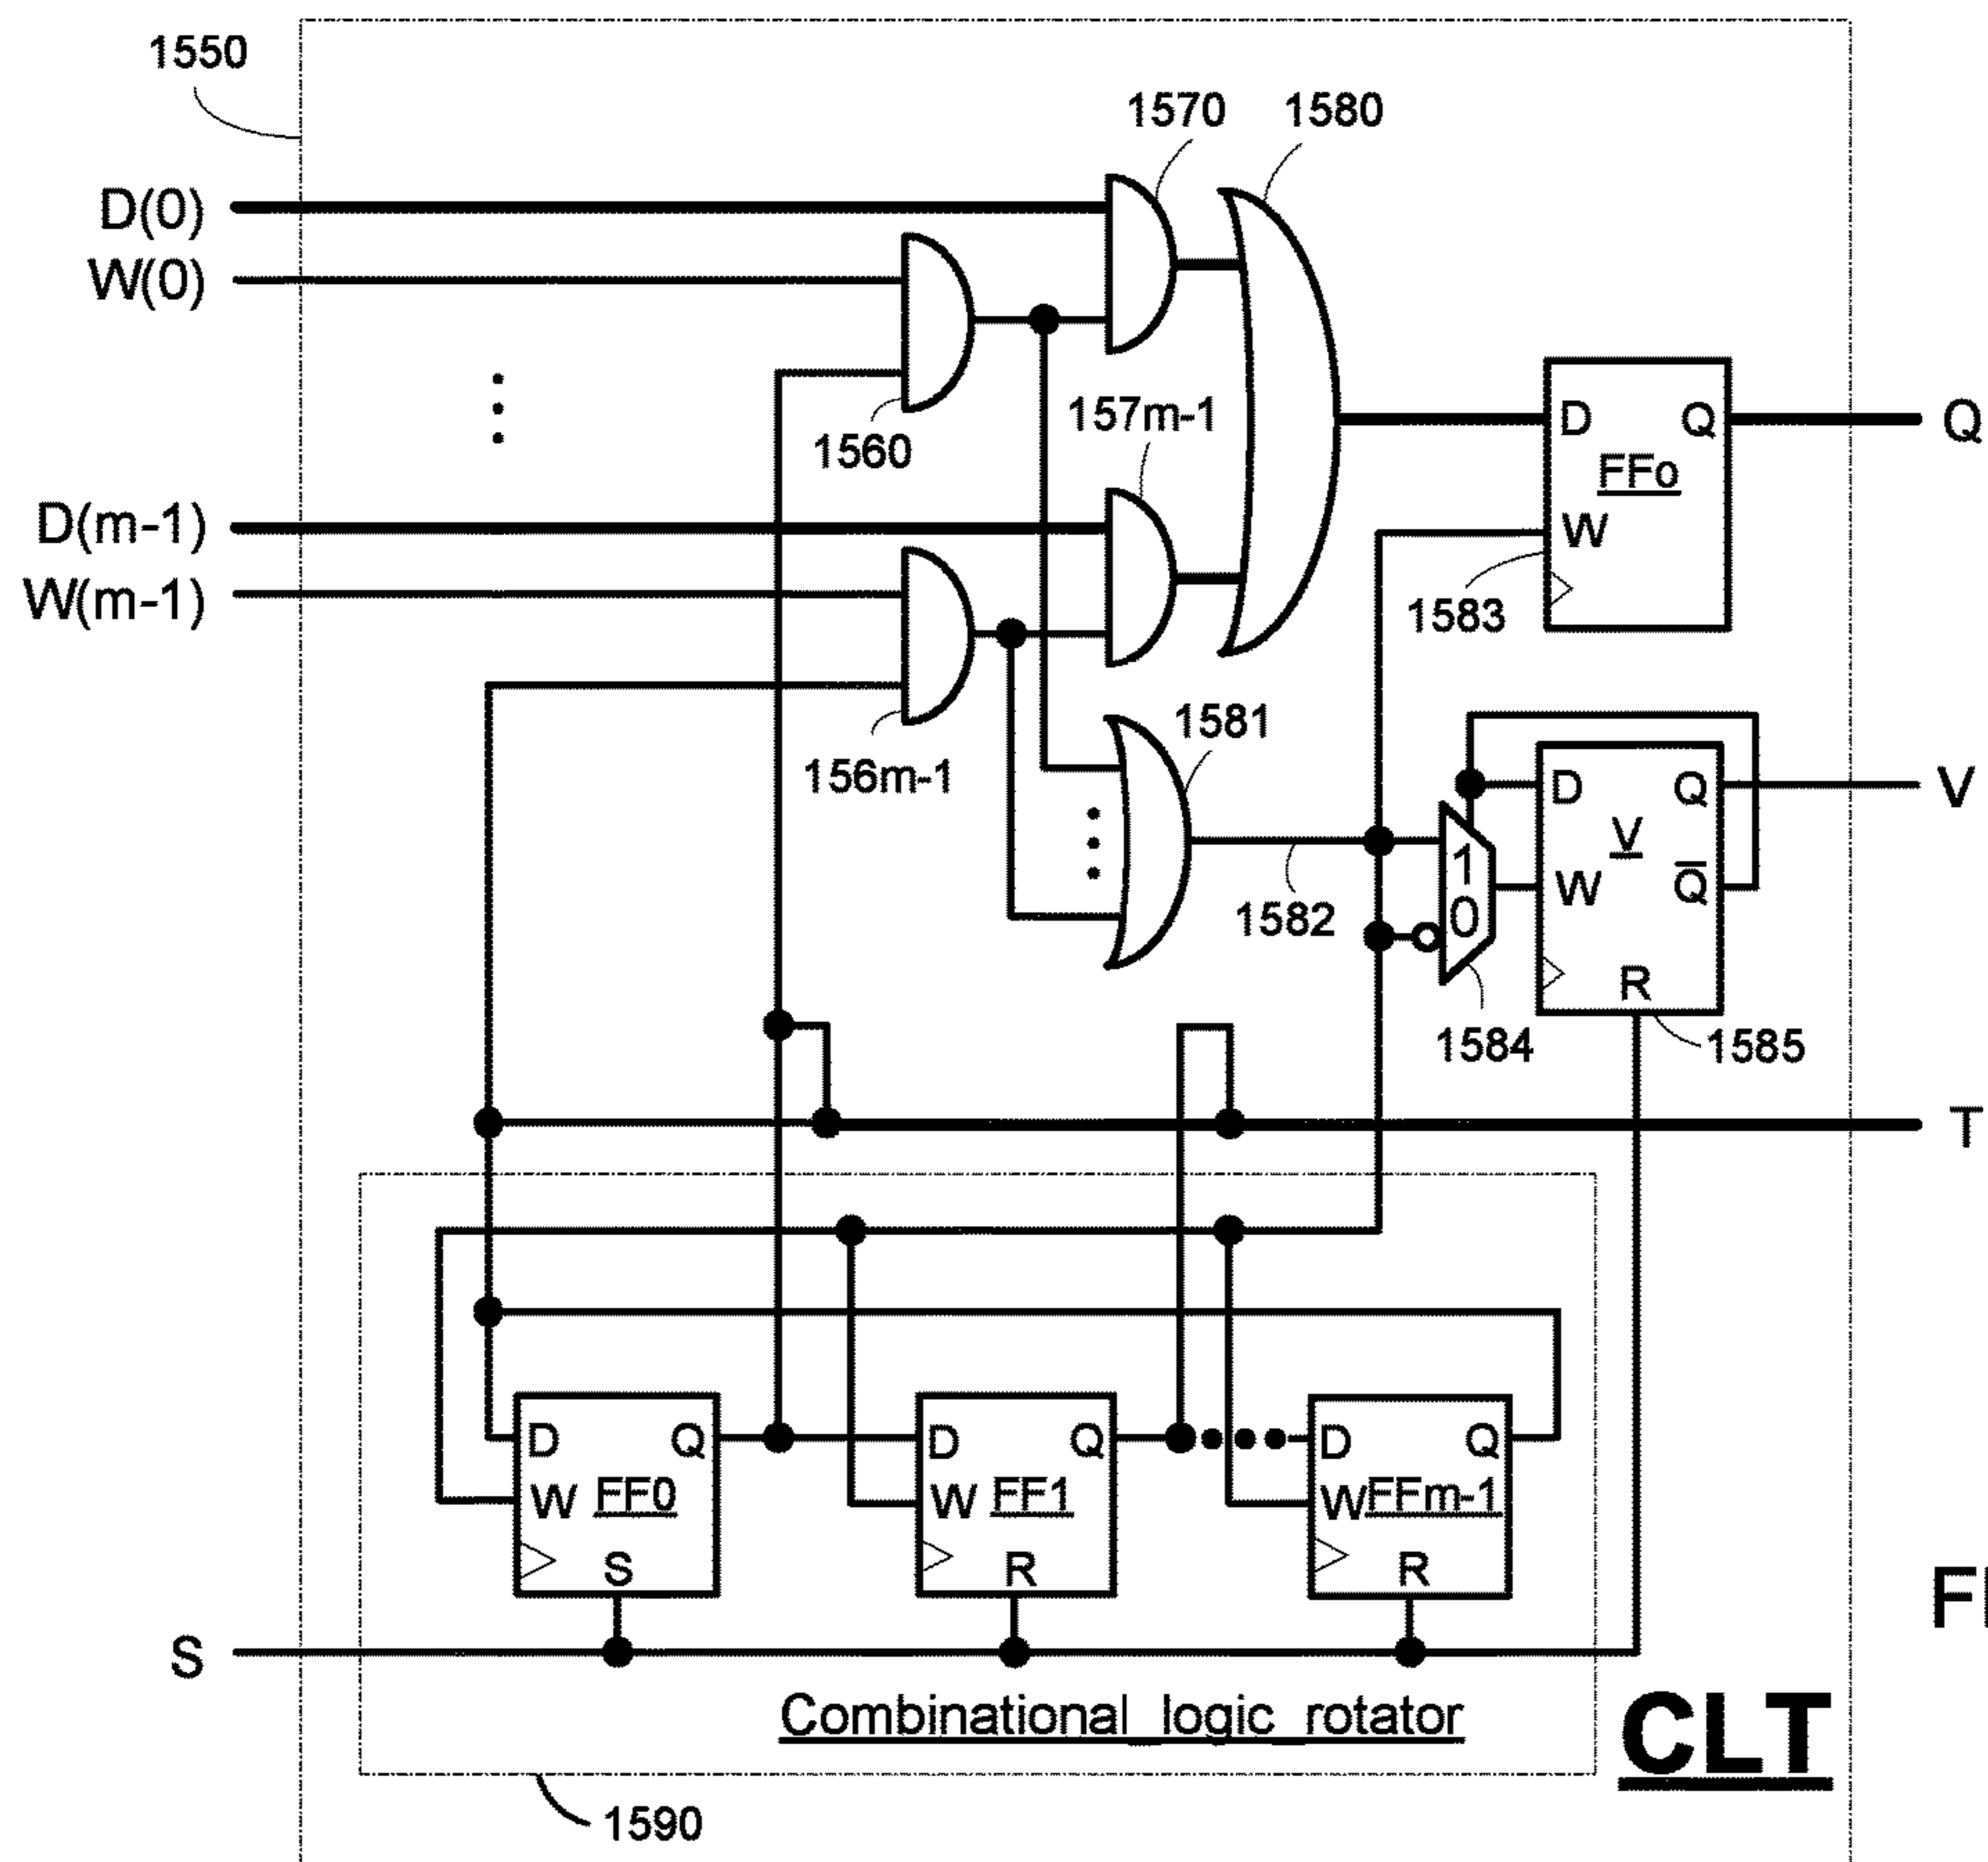 1550
1570 1580
D(0)
W(0)
1560
157m-1
D Q Q
FFo
W
D(m-1)
W(m-1)
1583
156m-1
1581
D Q V
V
1
W Q
0
1582
R
1584 1585
T
D Q D Q D Q
W FF0 W FF1 W FFm-1
S R R
S
Combinational logic rotator
CLT
1590